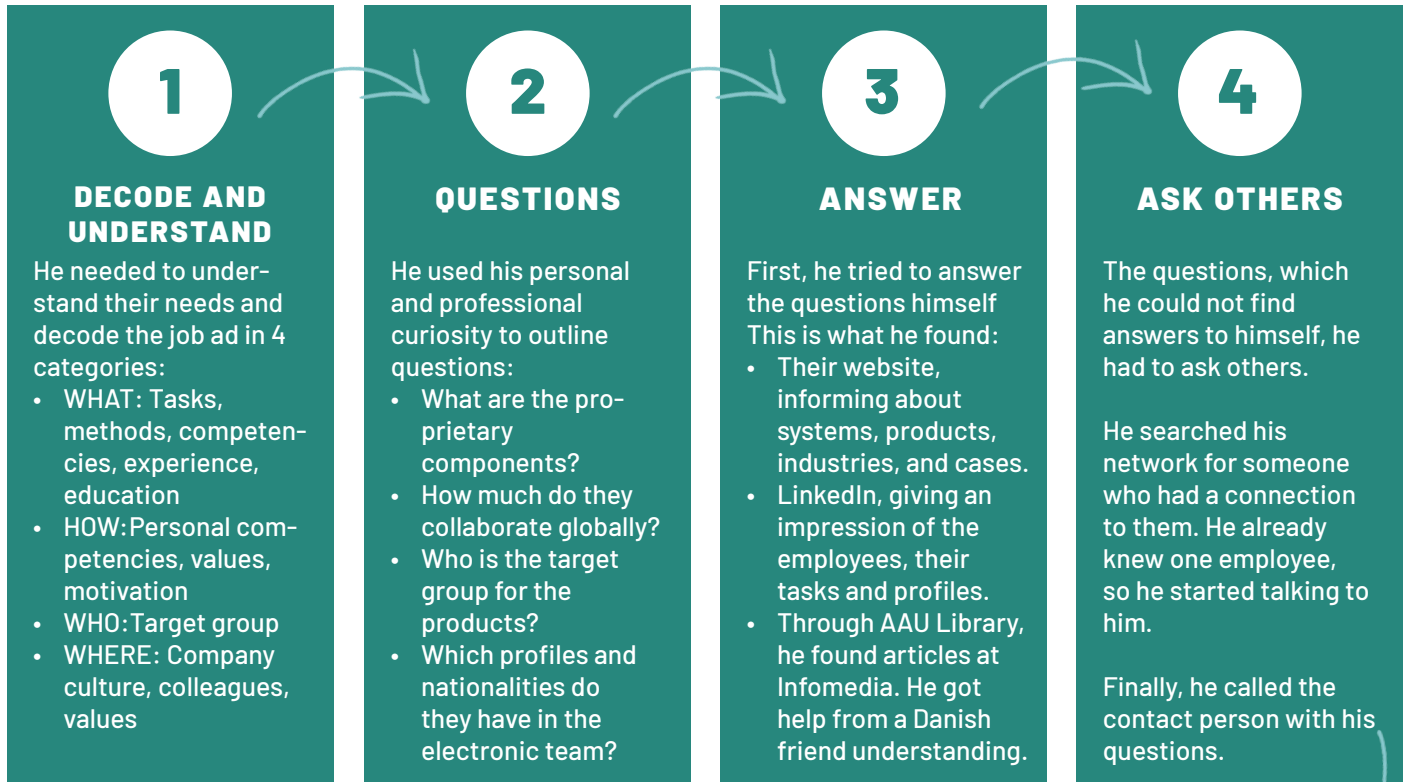 1
DECODE AND
UNDERSTAND
He needed to under-
stand their needs and
decode the job ad in 4
categories:
• WHAT: Tasks,
methods, competen-
cies, experience,
education
• HOW:Personal com-
petencies, values,
motivation
• WHO:Target group
• WHERE: Company
culture, colleagues,
values
2
QUESTIONS
He used his personal
and professional
curiosity to outline
questions:
• What are the pro-
prietary
components?
• How much do they
collaborate globally?
• Who is the target
group for the
products?
• Which profiles and
nationalities do
they have in the
electronic team?
3
ANSWER
First, he tried to answer
the questions himself
This is what he found:
• Their website,
informing about
systems, products,
industries, and cases.
• LinkedIn, giving an
impression of the
employees, their
tasks and profiles.
• Through AAU Library,
he found articles at
Infomedia. He got
help from a Danish
friend understanding.
4
ASK OTHERS
The questions, which
he could not find
answers to himself, he
had to ask others.
He searched his
network for someone
who had a connection
to them. He already
knew one employee,
so he started talking to
him.
Finally, he called the
contact person with his
questions.